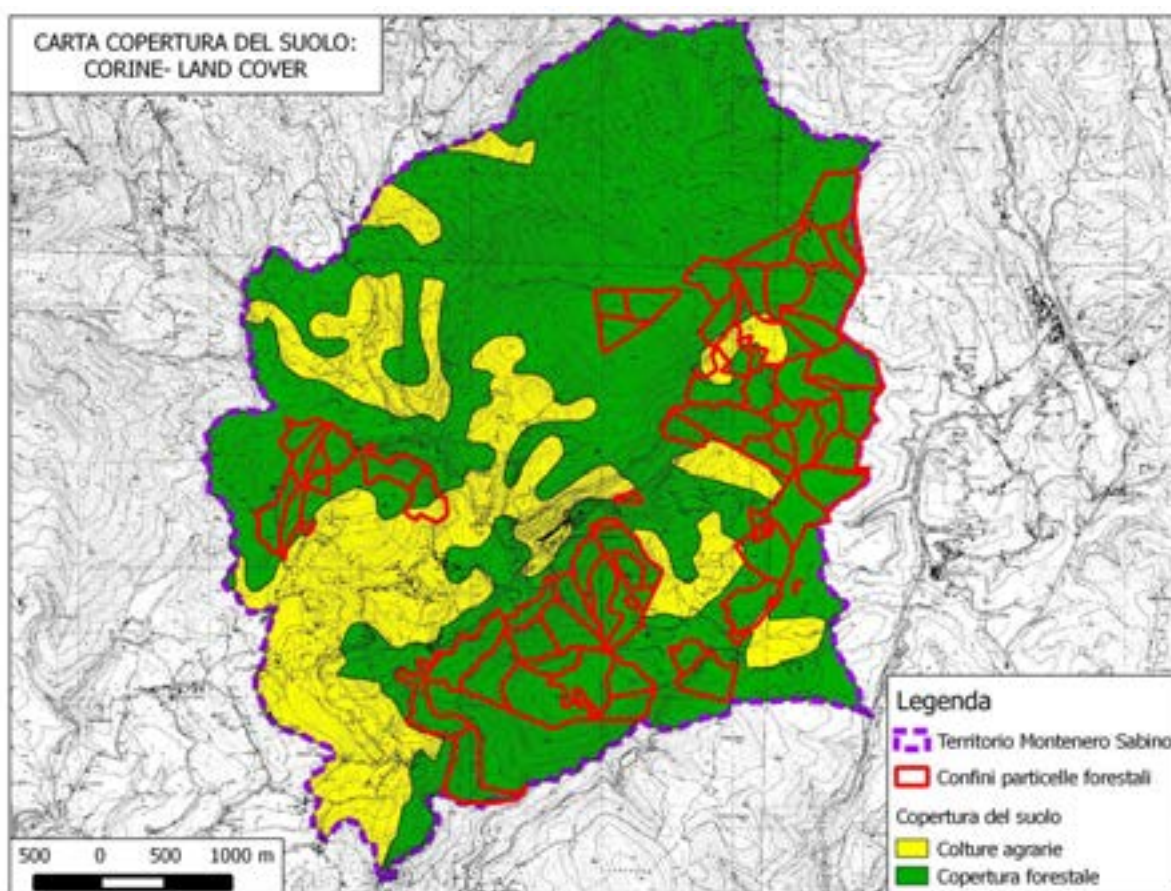 CARTA COPERTURA DEL SUOLO:
CORINE- LAND COVER
Legenda
Territorio Montenero Sabino
Confini particelle forestali
Copertura del suolo
Colture agrarie
Copertura forestale
500 0 500 1000 m